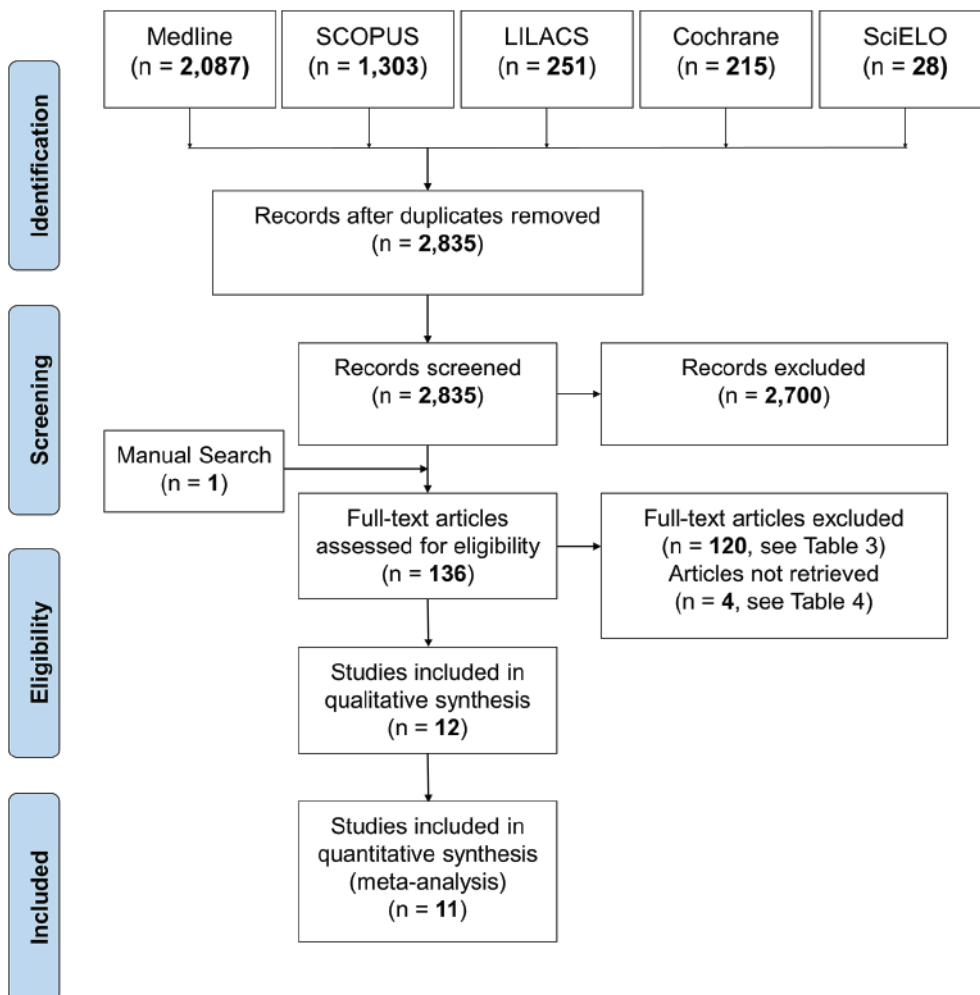 Medline
(n = 2,087)
SCOPUS
(n = 1,303)
LILACS
(n = 251)
Cochrane
(n = 215)
SciELO
(n = 28)
Identification
Records after duplicates removed
(n = 2,835)
Screening
Records screened
(n = 2,835)
Records excluded
(n = 2,700)
Manual Search
(n = 1)
Full-text articles
assessed for eligibility
(n = 136)
Full-text articles excluded
(n = 120, see Table 3)
Articles not retrieved
(n = 4, see Table 4)
Eligibility
Studies included in
qualitative synthesis
(n = 12)
Included
Studies included in
quantitative synthesis
(meta-analysis)
(n = 11)